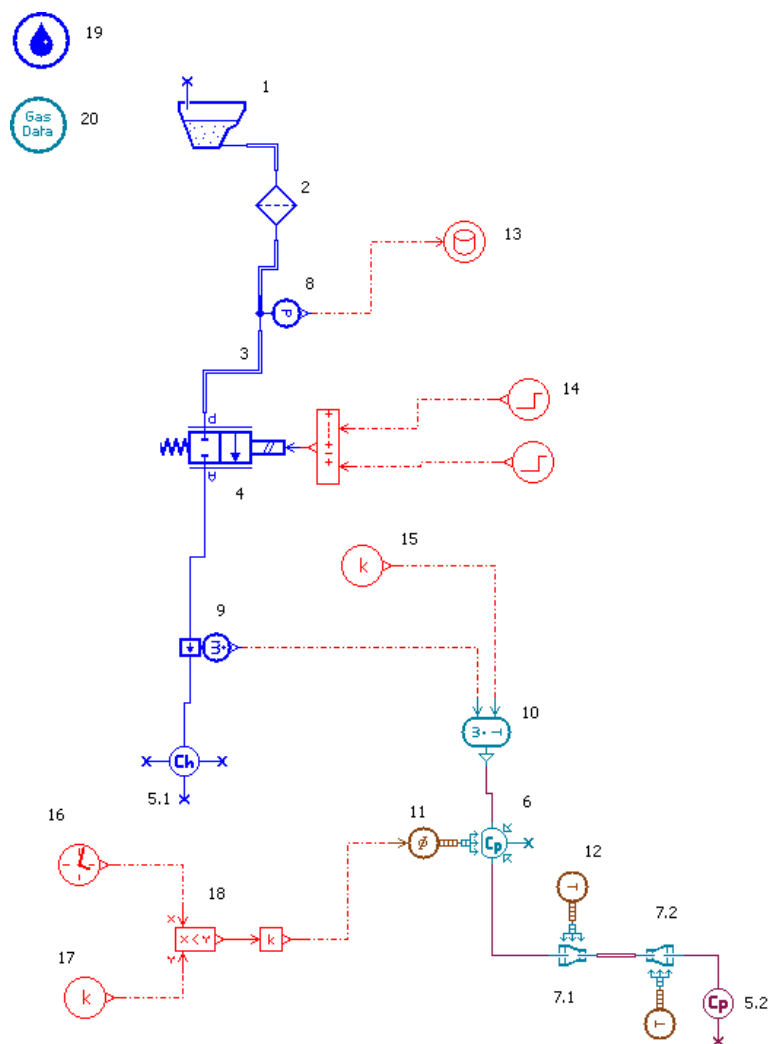 19
1
Gas
Data
20
2
13
8
P
3
14
P
A
4
15
k
9
ṁ
10
ṁ • T
Ch
5.1
16
11
6
12
Φ
Cp
T
18
X
X < Y
k
7.2
17
Y
k
7.1
Cp
5.2
T